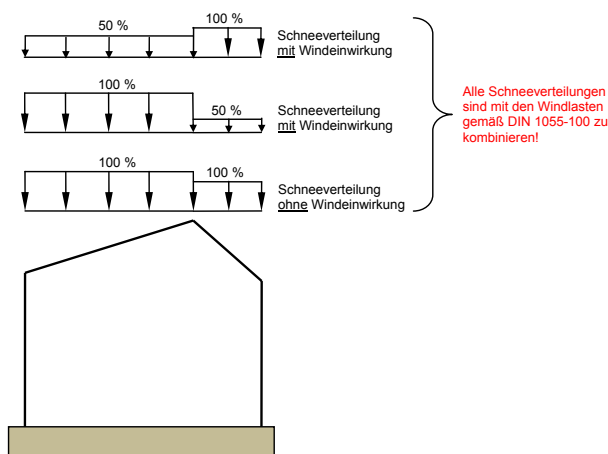 50 %
100 %
Schneeverteilung
mit Windeinwirkung
100 %
50 %
Schneeverteilung
mit Windeinwirkung
100 %
100 %
Schneeverteilung
ohne Windeinwirkung
Alle Schneeverteilungen
sind mit den Windlasten
gemäß DIN 1055-100 zu
kombinieren!